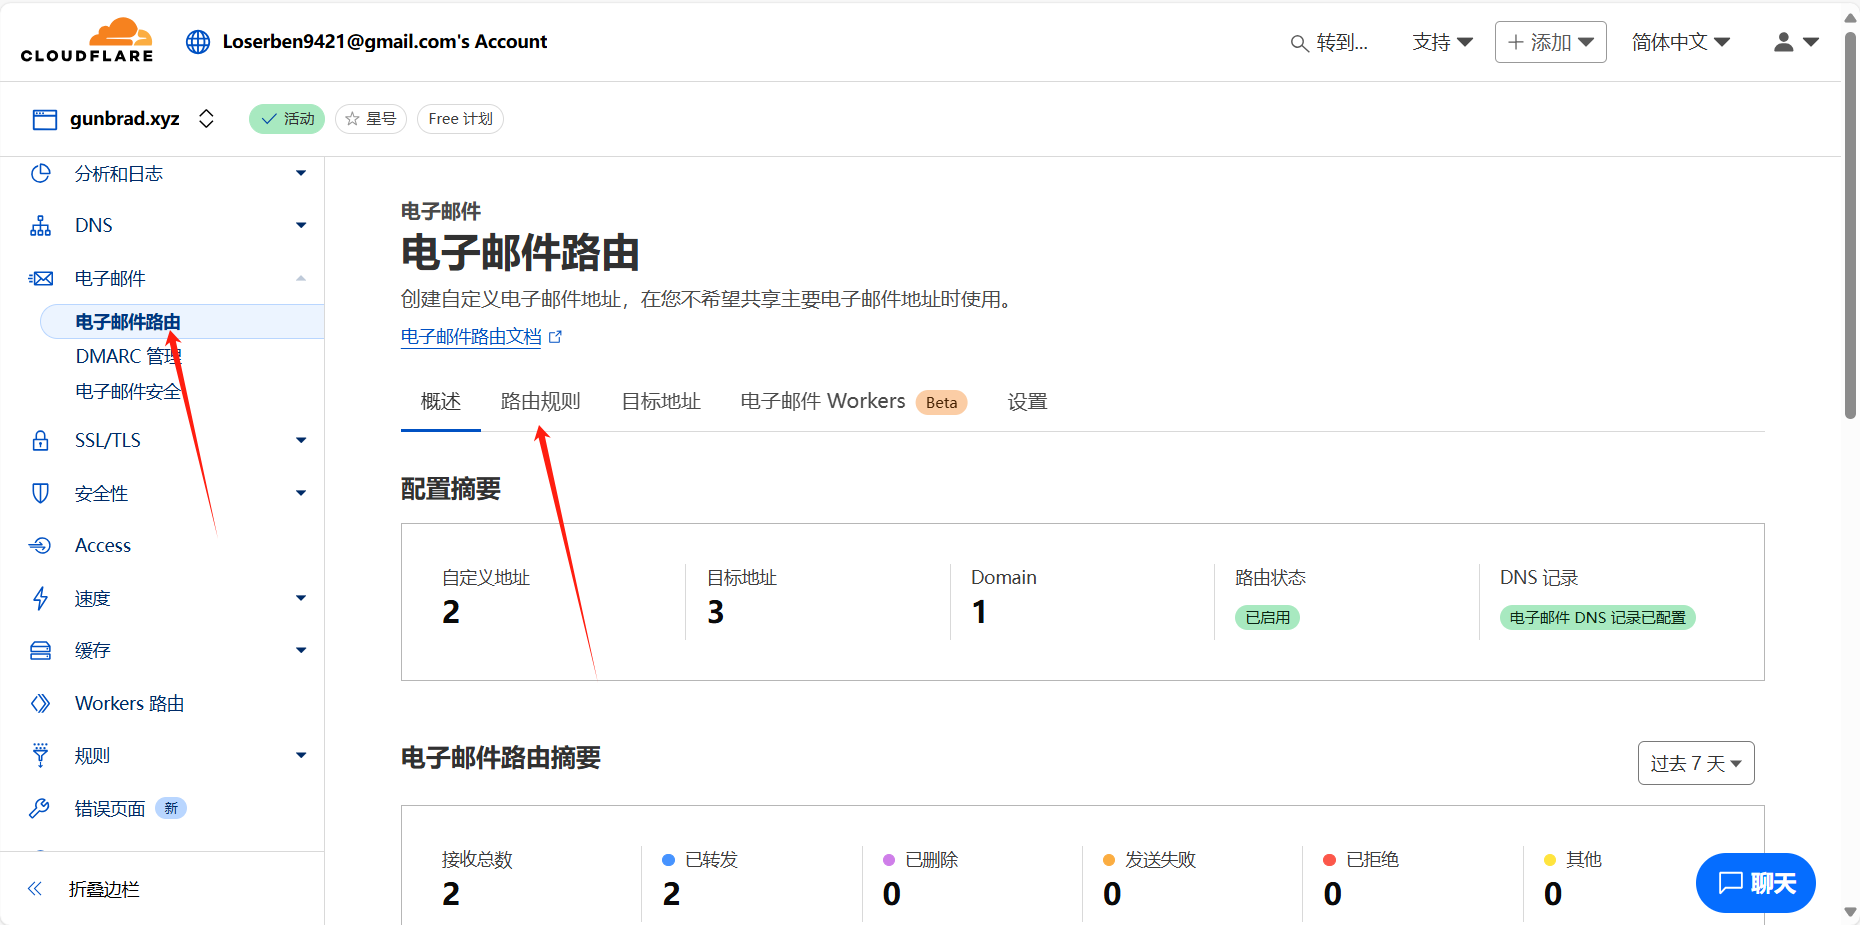 CLOUDFLARE
Loserben9421@gmail.com's Account
转到...
支持
添加
简体中文
gunbrad.xyz
活动
星号
Free 计划
分析和日志
DNS
电子邮件
电子邮件路由
DMARC 管理
电子邮件安全
SSL/TLS
安全性
Access
速度
缓存
Workers 路由
规则
错误页面 新
折叠边栏
电子邮件
电子邮件路由
创建自定义电子邮件地址，在您不希望共享主要电子邮件地址时使用。
电子邮件路由文档
概述 路由规则 目标地址 电子邮件 Workers Beta 设置
配置摘要
自定义地址
2
目标地址
3
Domain
1
路由状态
已启用
DNS 记录
电子邮件 DNS 记录已配置
电子邮件路由摘要
过去 7 天
接收总数
2
已转发
2
已删除
0
发送失败
0
已拒绝
0
其他
0
聊天